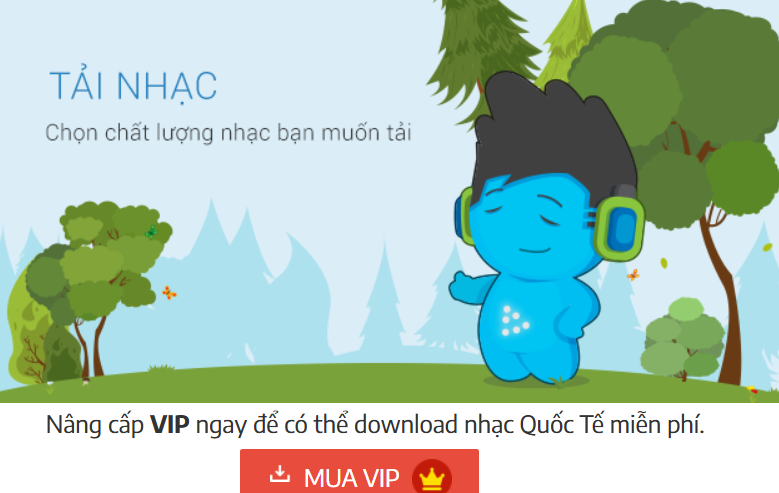 TẢI NHẠC
Chọn chất lượng nhạc bạn muốn tải
Nâng cấp VIP ngay để có thể download nhạc Quốc Tế miễn phí.
MUA VIP